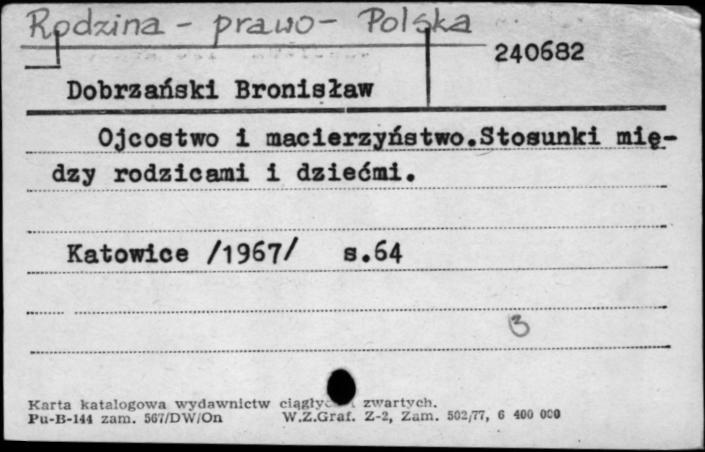 Rodzina - prawo - Polska
240682
Dobrzański Bronisław
Ojcostwo i macierzyństwo.Stosunki mię-
dzy rodzicami i dziećmi.
Katowice /1967/ s.64
3
Karta katalogowa wydawnictw zwartych.
Pu-B-144 zam. 567/DW/On W.Z.Graf. Z-2, Zam. 502/77, 6 400 000